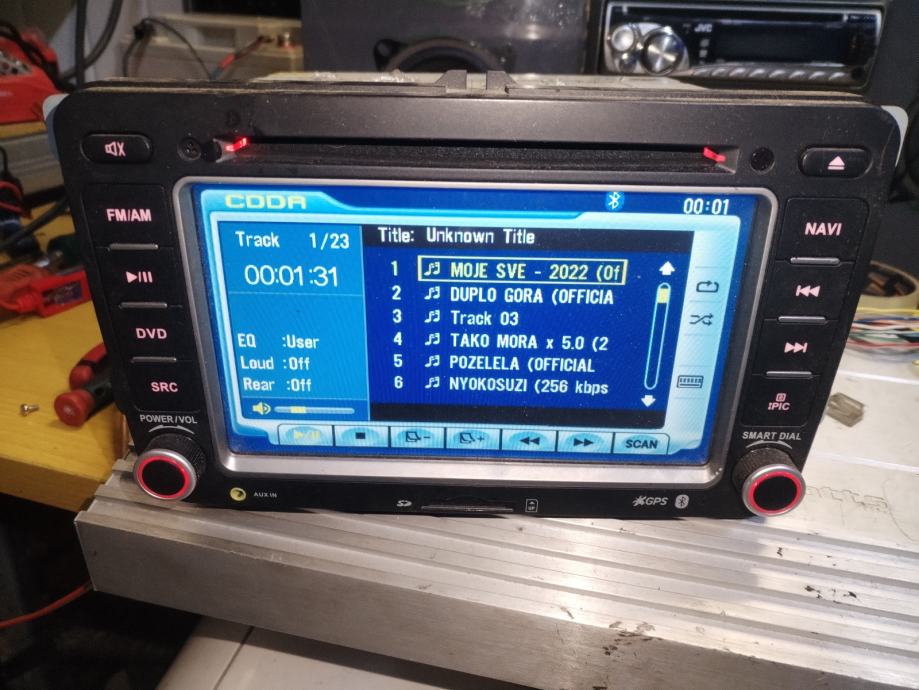 JVC
FM/AM
DVD
SRC
POWER/VOL
AUX IN
CDDA
00:01
Track 1/23
00:01:31
EQ :User
Loud :Off
Rear :Off
Title: Unknown Title
1 MOJE SVE - 2022 (Of
2 DUPLO GORA (OFFICIA
3 Track 03
4 TAKO MORA x 5.0 (2
5 POZELELA (OFFICIAL
6 NYOKOSUZI (256 kbps
- + SCAN
NAVI
IPIC
SMART DIAL
SD
GPS